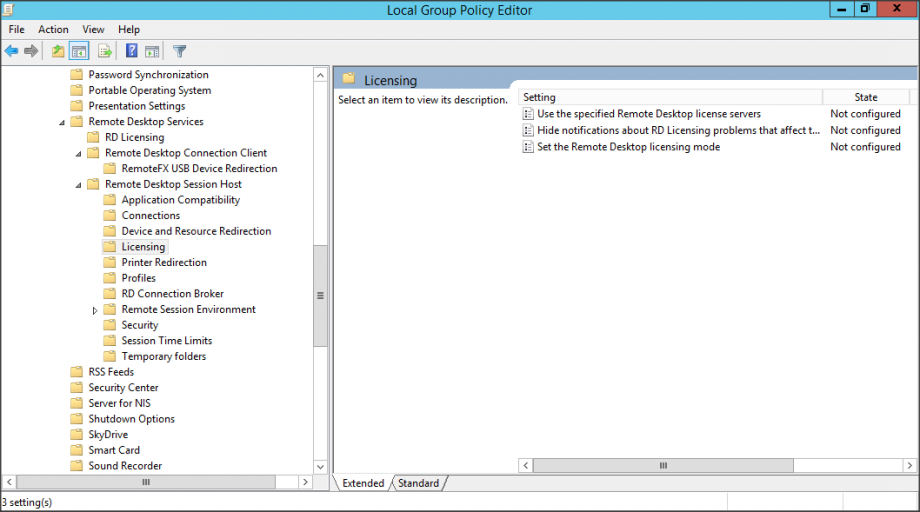 Local Group Policy Editor
File Action View Help
Password Synchronization
Portable Operating System
Presentation Settings
Remote Desktop Services
RD Licensing
Remote Desktop Connection Client
RemoteFX USB Device Redirection
Remote Desktop Session Host
Application Compatibility
Connections
Device and Resource Redirection
Licensing
Printer Redirection
Profiles
RD Connection Broker
Remote Session Environment
Security
Session Time Limits
Temporary folders
RSS Feeds
Security Center
Server for NIS
Shutdown Options
SkyDrive
Smart Card
Sound Recorder
Licensing
Select an item to view its description.
Setting State
Use the specified Remote Desktop license servers Not configured
Hide notifications about RD Licensing problems that affect t... Not configured
Set the Remote Desktop licensing mode Not configured
Extended Standard
3 setting(s)